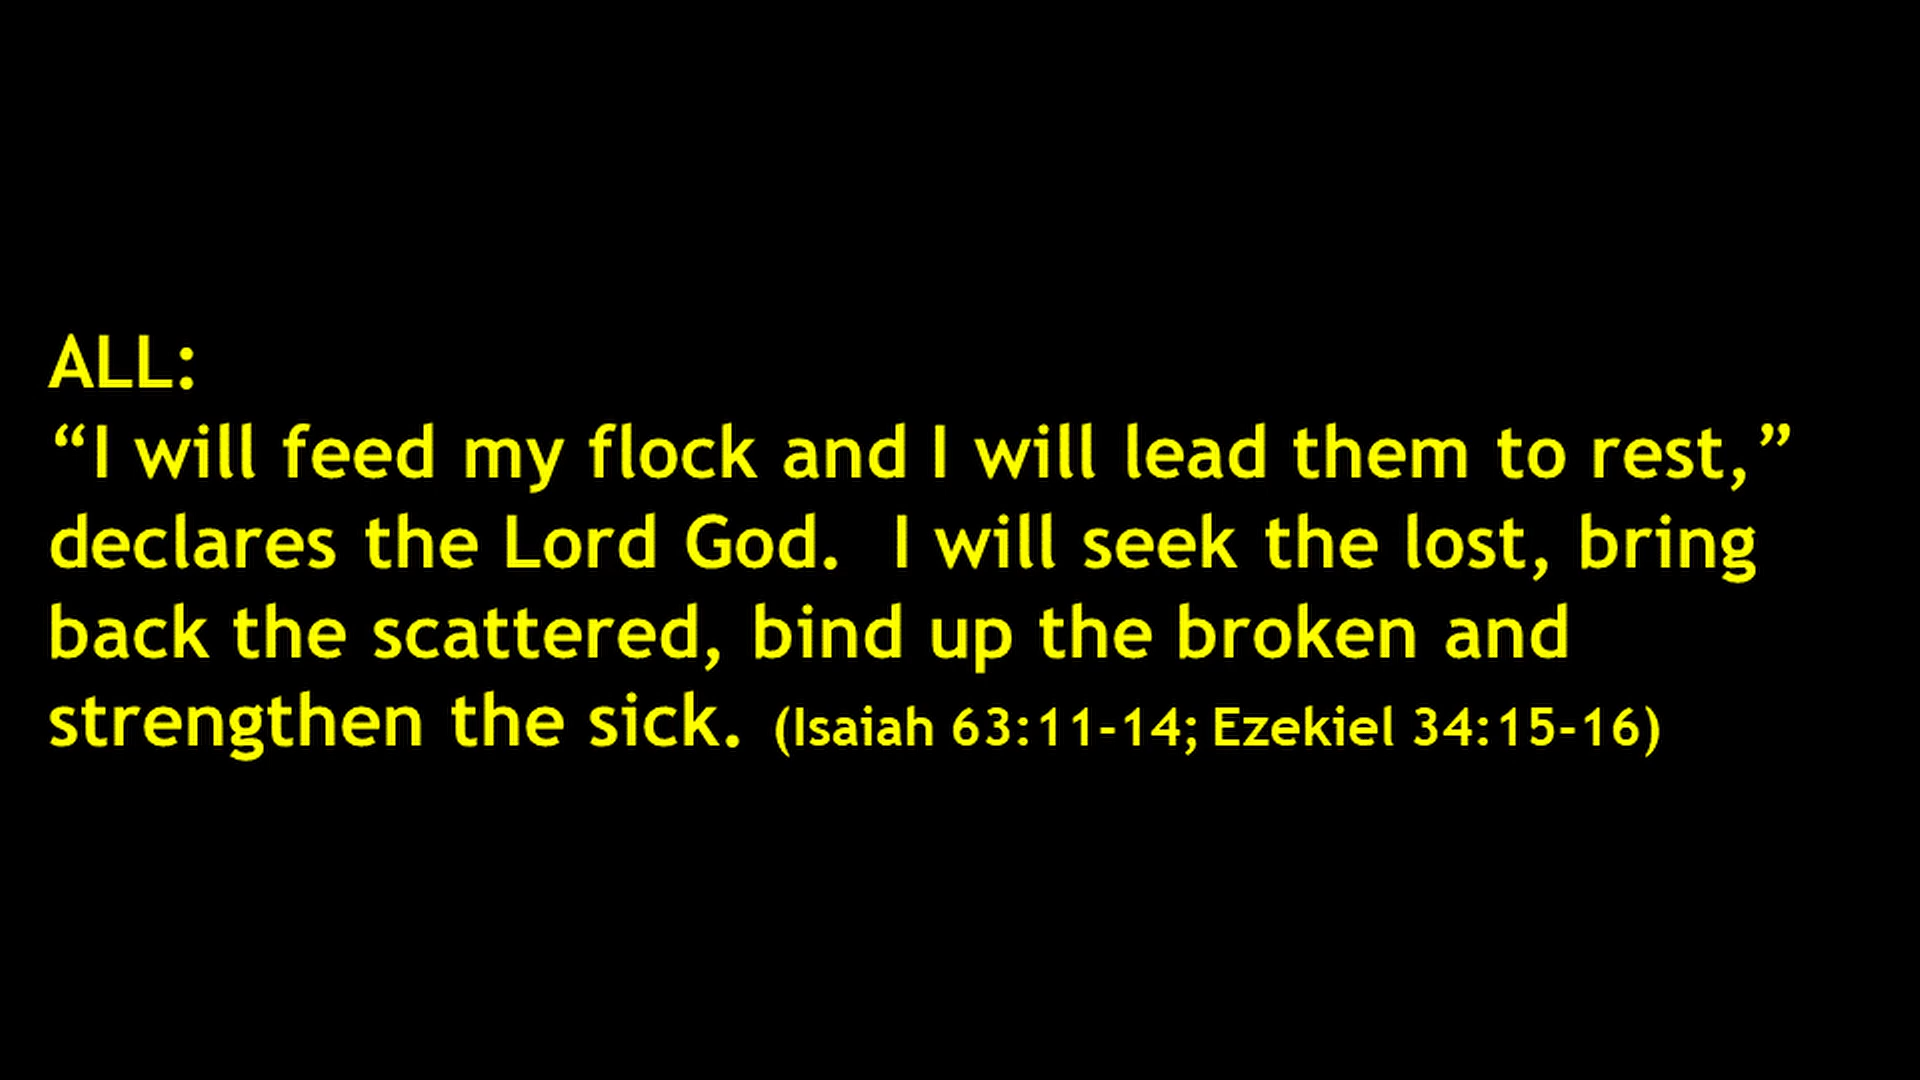 ALL:
“I will feed my flock and I will lead them to rest,”
declares the Lord God.  I will seek the lost, bring
back the scattered, bind up the broken and
strengthen the sick. (Isaiah 63:11-14; Ezekiel 34:15-16)